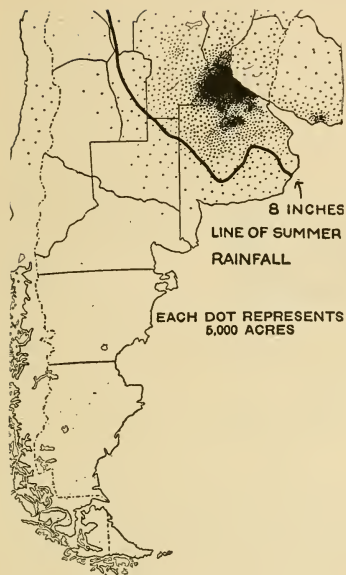 8 INCHES
LINE OF SUMMER
RAINFALL
EACH DOT REPRESENTS
5,000 ACRES